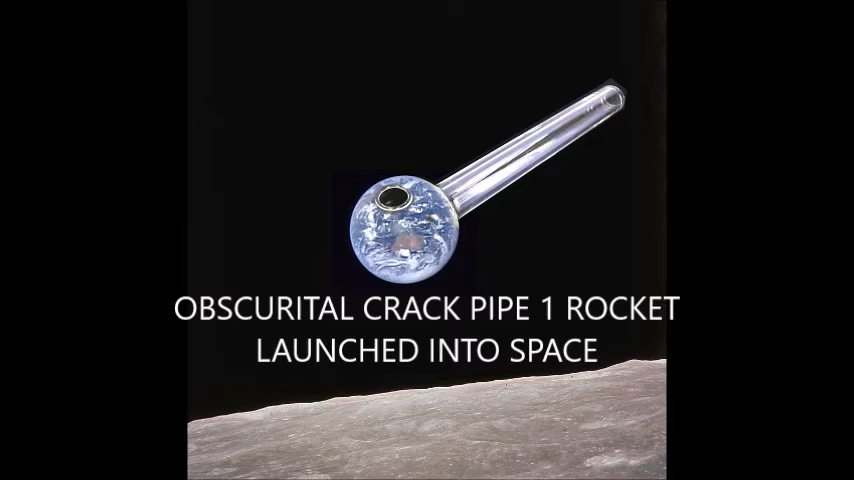 OBSCURITAL CRACK PIPE 1 ROCKET
LAUNCHED INTO SPACE